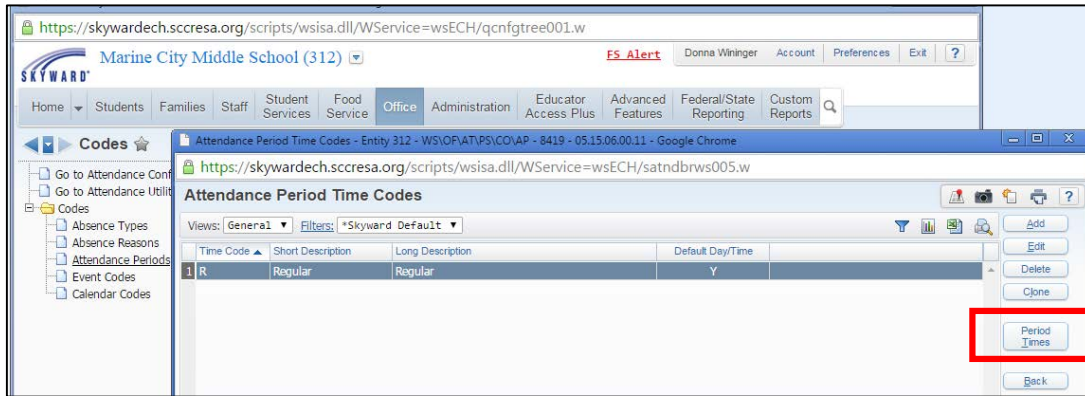 https://skywardech.sccresa.org/scripts/wsisa.dll/WService=wsECH/qcnfgtree001.w
SKYWARD Marine City Middle School (312) FS Alert Donna Wininger Account Preferences Exit ?
Home Students Families Staff Student Services Food Service Office Administration Educator Access Plus Advanced Features Federal/State Reporting Custom Reports
Codes
Go to Attendance Conf
Go to Attendance Utilit
Codes
Absence Types
Absence Reasons
Attendance Periods
Event Codes
Calendar Codes
Attendance Period Time Codes - Entity 312 - WS\OF\AT\PS\CO\AP - 8419 - 05.15.06.00.11 - Google Chrome
https://skywardech.sccresa.org/scripts/wsisa.dll/WService=wsECH/satndbrws005.w
Attendance Period Time Codes ?
Views: General Filters: *Skyward Default
Time Code Short Description Long Description Default Day/Time
1 R Regular Regular Y
Add
Edit
Delete
Clone
Period
Times
Back